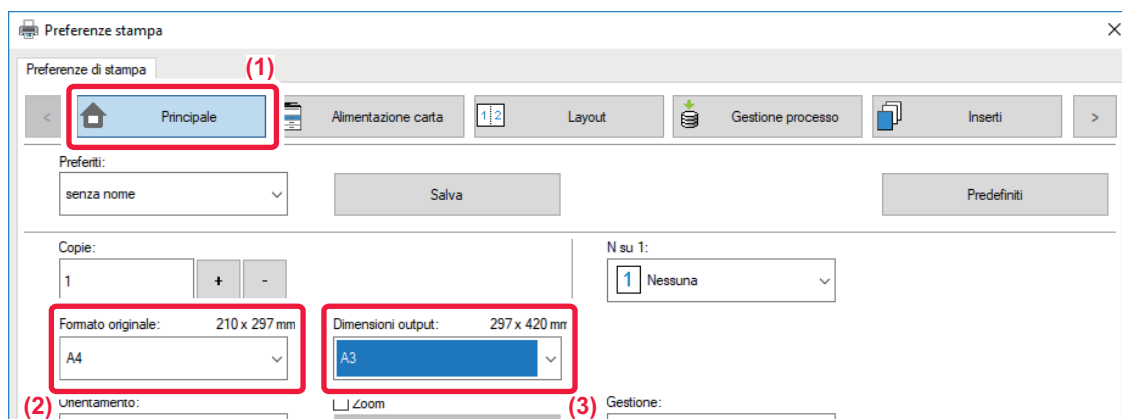 Preferenze stampa
Preferenze di stampa
(1)
< Principale Alimentazione carta 1 2 Layout Gestione processo Inserti >
Preferiti:
senza nome Salva Predefiniti
Copie: N su 1:
1 + - 1 Nessuna
Formato originale: 210 x 297 mm Dimensioni output: 297 x 420 mm
A4 A3
(2) Orientamento: Zoom (3) Gestione: